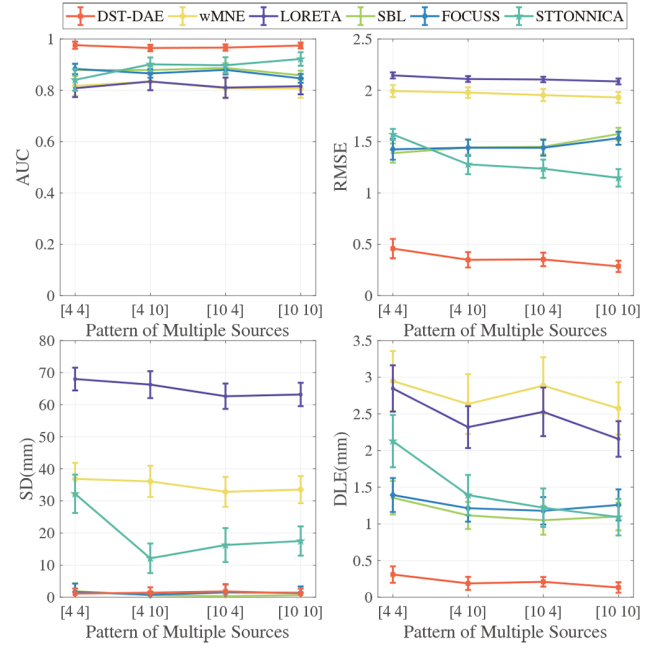 DST-DAE wMNE LORETA SBL FOCUSS STTONNICA
AUC
1
0.8
0.6
0.4
0.2
0
[4 4] [4 10] [10 4] [10 10]
Pattern of Multiple Sources
RMSE
2.5
2
1.5
1
0.5
0
[4 4] [4 10] [10 4] [10 10]
Pattern of Multiple Sources
SD(mm)
80
70
60
50
40
30
20
10
0
[4 4] [4 10] [10 4] [10 10]
Pattern of Multiple Sources
DLE(mm)
3.5
3
2.5
2
1.5
1
0.5
0
[4 4] [4 10] [10 4] [10 10]
Pattern of Multiple Sources